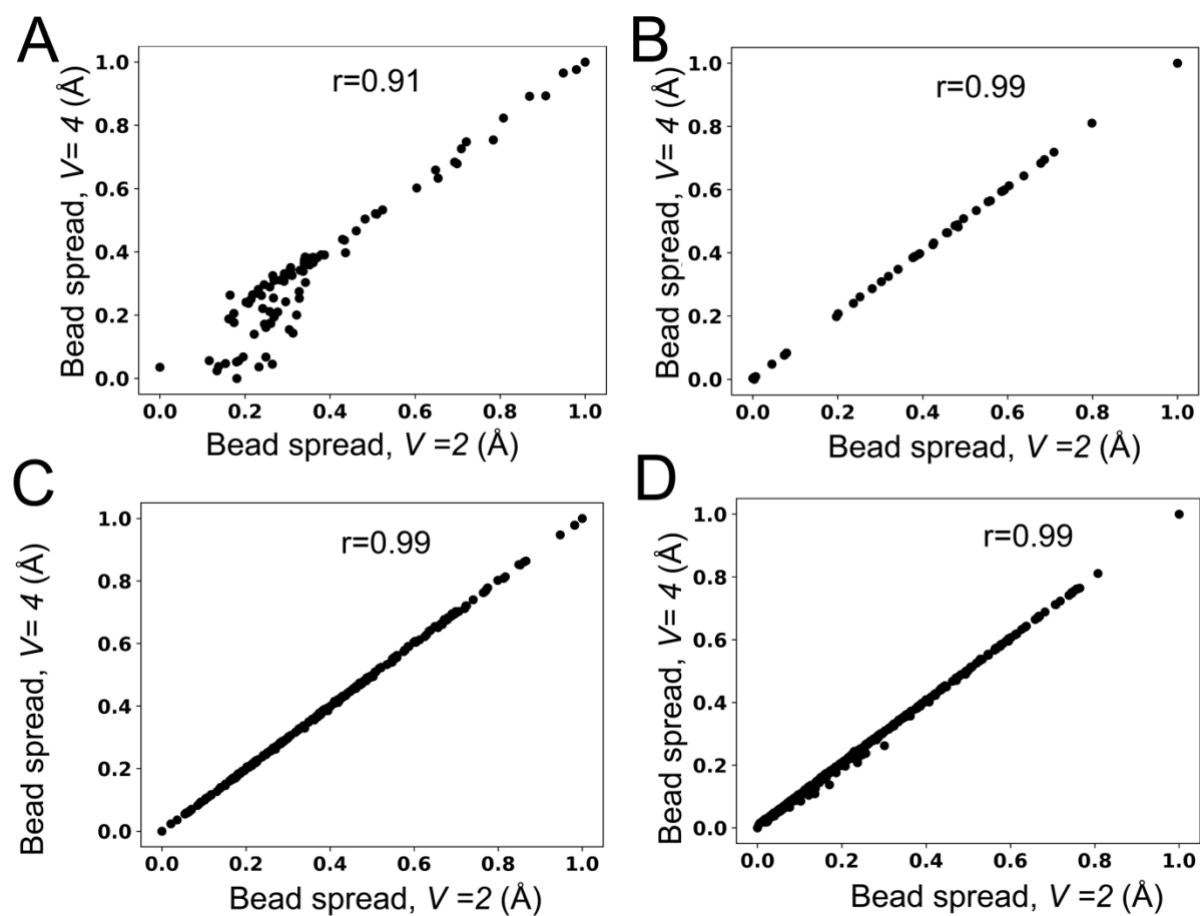 A
B
r=0.91
r=0.99
Bead spread, V= 4 (Å)
1.0
0.8
0.6
0.4
0.2
0.0
0.0 0.2 0.4 0.6 0.8 1.0
Bead spread, V =2 (Å)
Bead spread, V= 4 (Å)
1.0
0.8
0.6
0.4
0.2
0.0
0.0 0.2 0.4 0.6 0.8 1.0
Bead spread, V =2 (Å)
C
D
r=0.99
r=0.99
Bead spread, V= 4 (Å)
1.0
0.8
0.6
0.4
0.2
0.0
0.0 0.2 0.4 0.6 0.8 1.0
Bead spread, V =2 (Å)
Bead spread, V= 4 (Å)
1.0
0.8
0.6
0.4
0.2
0.0
0.0 0.2 0.4 0.6 0.8 1.0
Bead spread, V =2 (Å)